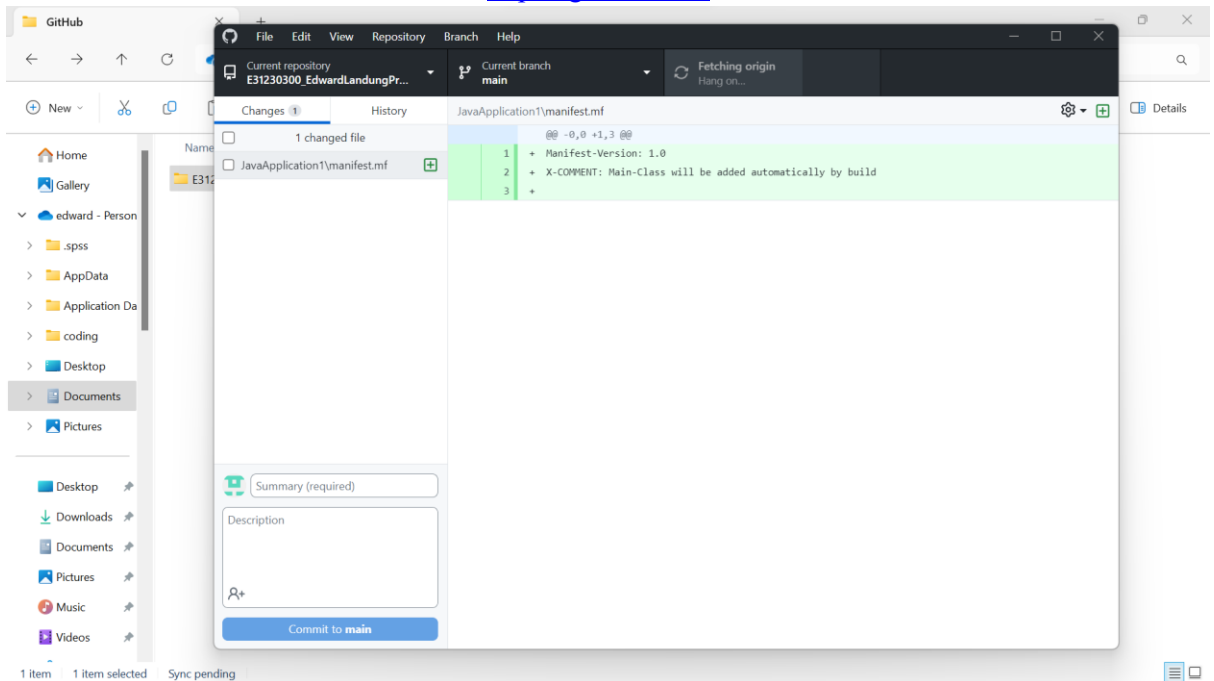 GitHub
File Edit View Repository Branch Help
Current repository
E31230300_EdwardLandungPr...
Current branch
main
Fetching origin
Hang on...
New
Details
Changes 1
History
JavaApplication1\manifest.mf
1 changed file
JavaApplication1\manifest.mf
@@ -0,0 +1,3 @@
1 + Manifest-Version: 1.0
2 + X-COMMENT: Main-Class will be added automatically by build
3 +
Name
E312
Home
Gallery
edward - Person
.spss
AppData
Application Da
coding
Desktop
Documents
Pictures
Desktop
Downloads
Documents
Pictures
Music
Videos
Summary (required)
Description
Commit to main
1 item 1 item selected Sync pending